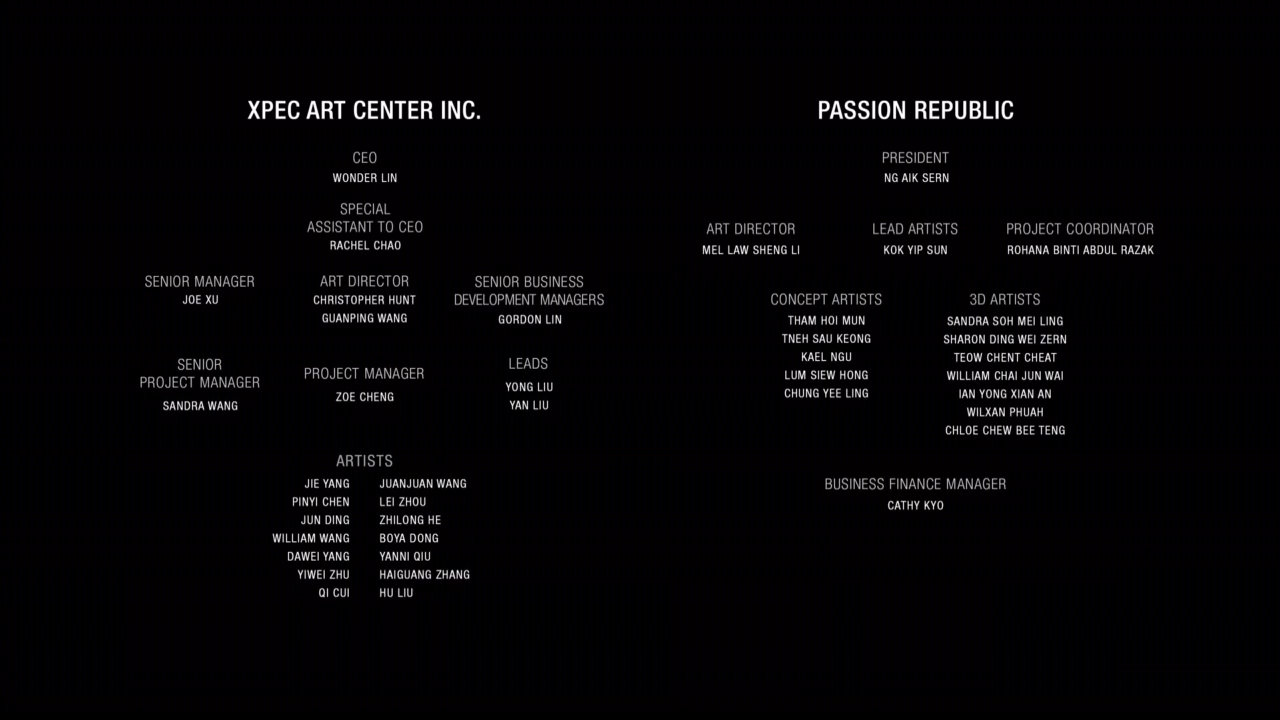 XPEC ART CENTER INC.
CEO
WONDER LIN
SPECIAL
ASSISTANT TO CEO
RACHEL CHAO
SENIOR MANAGER
JOE XU
ART DIRECTOR
CHRISTOPHER HUNT
GUANPING WANG
SENIOR BUSINESS
DEVELOPMENT MANAGERS
GORDON LIN
SENIOR
PROJECT MANAGER
SANDRA WANG
PROJECT MANAGER
ZOE CHENG
LEADS
YONG LIU
YAN LIU
ARTISTS
JIE YANG
PINYI CHEN
JUN DING
WILLIAM WANG
DAWEI YANG
YIWEI ZHU
QI CUI
JUANJUAN WANG
LEI ZHOU
ZHILONG HE
BOYA DONG
YANNI QIU
HAIGUANG ZHANG
HU LIU
PASSION REPUBLIC
PRESIDENT
NG AIK SERN
ART DIRECTOR
MEL LAW SHENG LI
LEAD ARTISTS
KOK YIP SUN
PROJECT COORDINATOR
ROHANA BINTI ABDUL RAZAK
CONCEPT ARTISTS
THAM HOI MUN
TNEH SAU KEONG
KAEL NGU
LUM SIEW HONG
CHUNG YEE LING
3D ARTISTS
SANDRA SOH MEI LING
SHARON DING WEI ZERN
TEOW CHENT CHEAT
WILLIAM CHAI JUN WAI
IAN YONG XIAN AN
WILXAN PHUAH
CHLOE CHEW BEE TENG
BUSINESS FINANCE MANAGER
CATHY KYO